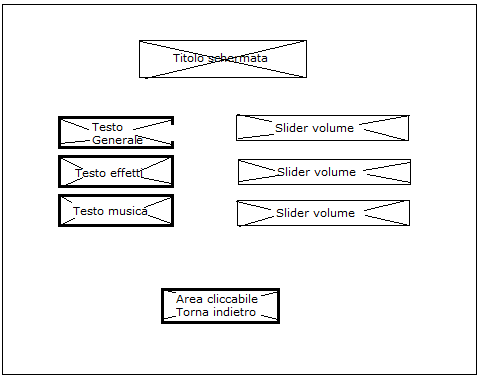 Titolo schermata
Testo
Generale
Slider volume
Testo effetti
Slider volume
Testo musica
Slider volume
Area cliccabile
Torna indietro